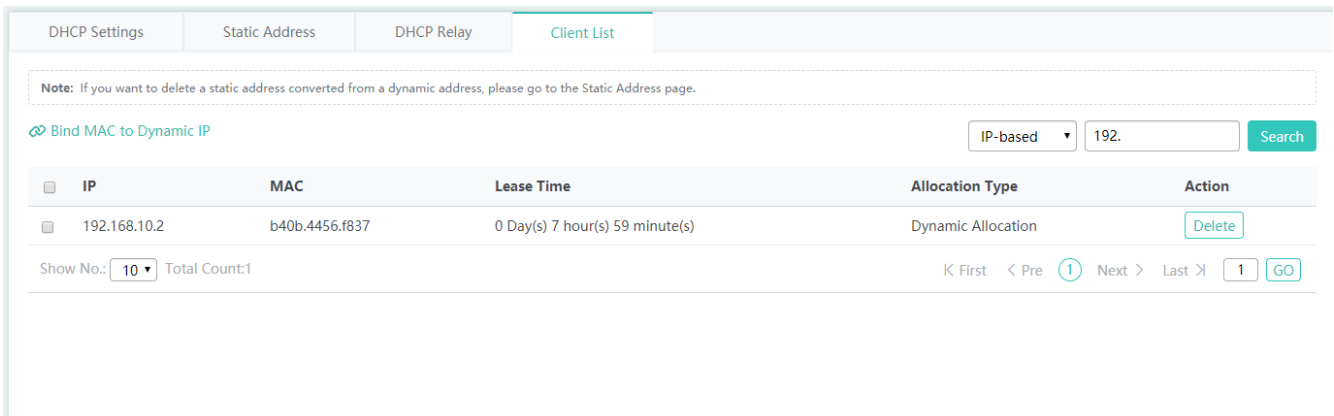 DHCP Settings Static Address DHCP Relay Client List
Note: If you want to delete a static address converted from a dynamic address, please go to the Static Address page.
Bind MAC to Dynamic IP IP-based 192. Search
IP MAC Lease Time Allocation Type Action
192.168.10.2 b40b.4456.f837 0 Day(s) 7 hour(s) 59 minute(s) Dynamic Allocation Delete
Show No.: 10 Total Count:1 First Pre 1 Next Last 1 GO